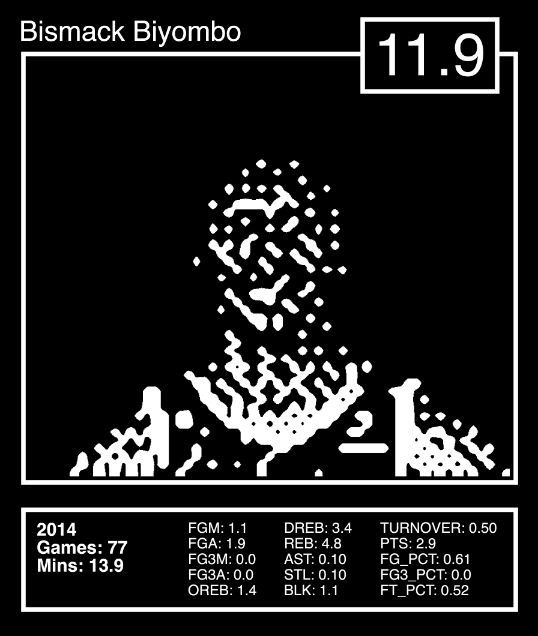 Bismack Biyombo
11.9
2014
Games: 77
Mins: 13.9
FGM: 1.1
FGA: 1.9
FG3M: 0.0
FG3A: 0.0
OREB: 1.4
DREB: 3.4
REB: 4.8
AST: 0.10
STL: 0.10
BLK: 1.1
TURNOVER: 0.50
PTS: 2.9
FG_PCT: 0.61
FG3_PCT: 0.0
FT_PCT: 0.52